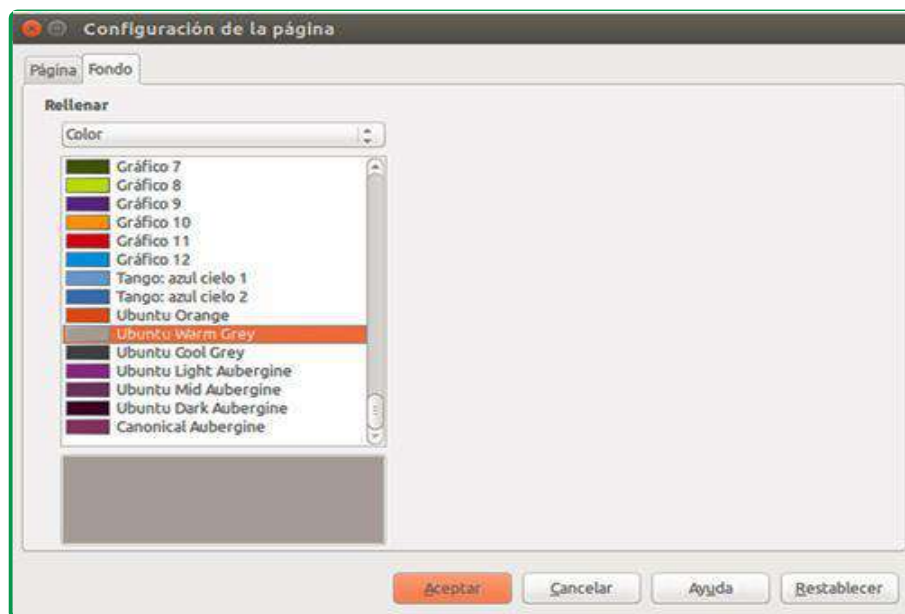 Configuración de la página
Página Fondo
Rellenar
Color
Gráfico 7
Gráfico 8
Gráfico 9
Gráfico 10
Gráfico 11
Gráfico 12
Tango: azul cielo 1
Tango: azul cielo 2
Ubuntu Orange
Ubuntu Warm Grey
Ubuntu Cool Grey
Ubuntu Light Aubergine
Ubuntu Mid Aubergine
Ubuntu Dark Aubergine
Canonical Aubergine
Aceptar Cancelar Ayuda Restablecer